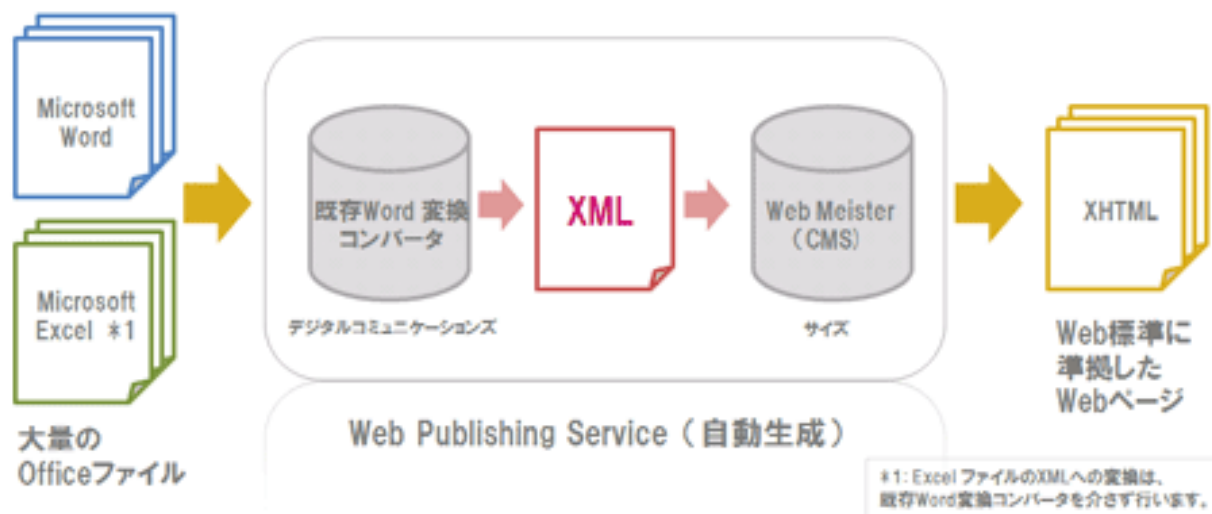 Microsoft
Word
Microsoft
Excel *1
大量の
Officeファイル
既存Word 変換
コンバータ
デジタルコミュニケーションズ
XML
Web Meister
(CMS)
サイズ
Web Publishing Service(自動生成)
XHTML
Web標準に
準拠した
Webページ
*1: Excel ファイルのXMLへの変換は、
既存Word変換コンバータを介さず行います。